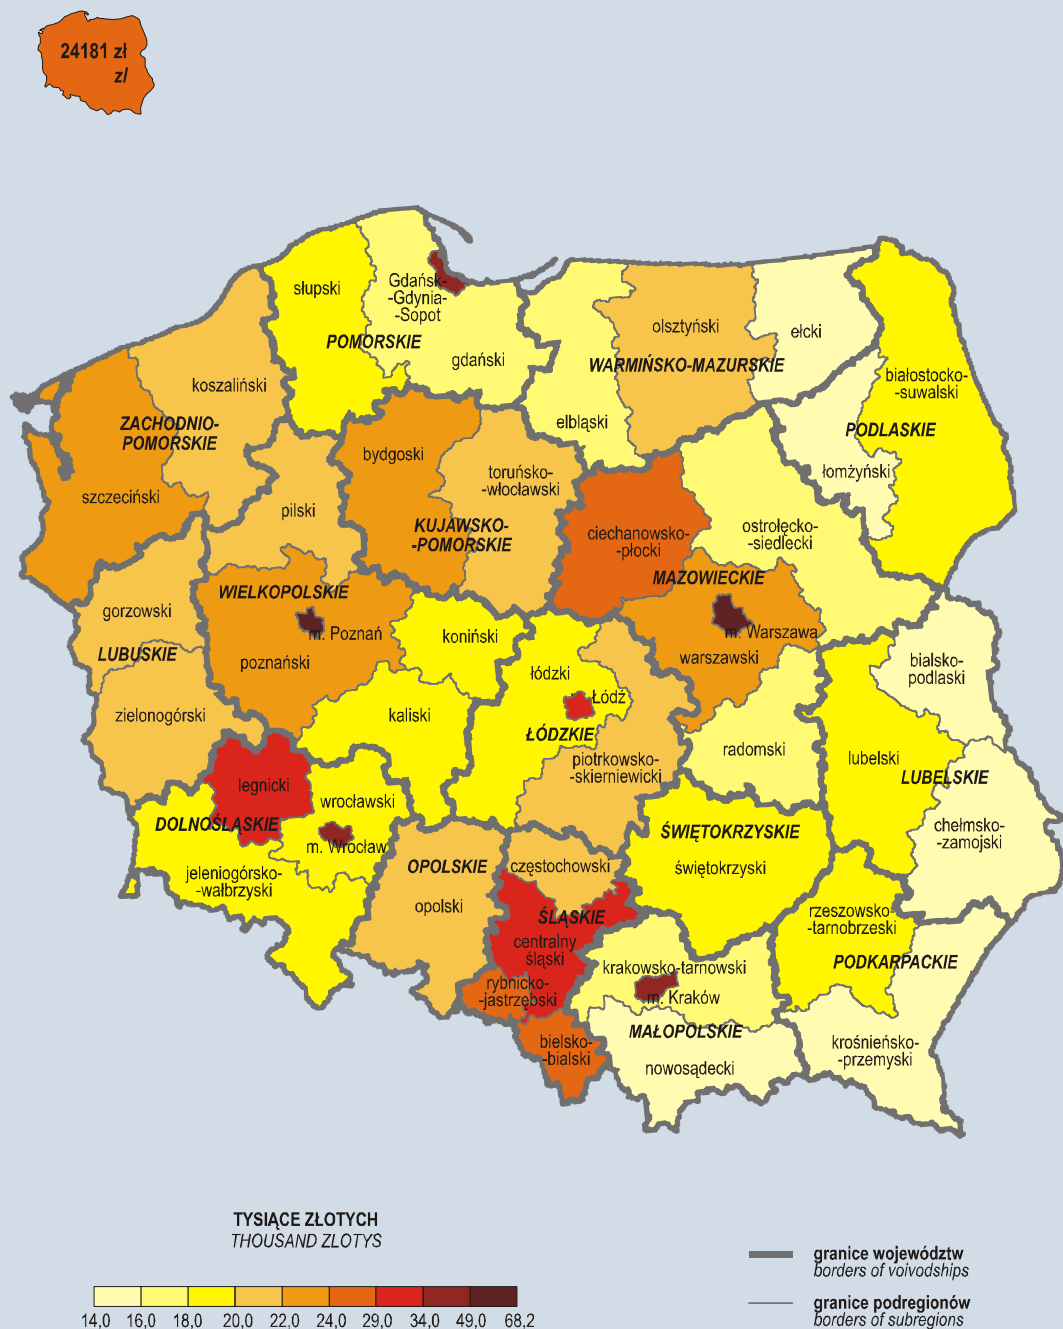 24181 zł
zl
słupski
Gdańsk-
-Gdynia-
-Sopot
POMORSKIE
gdański
olsztyński
ełcki
WARMIŃSKO-MAZURSKIE
elbląski
białostocko-
-suwalski
PODLASKIE
łomżyński
koszaliński
ZACHODNIO-
POMORSKIE
szczeciński
bydgoski
toruńsko-
-włocławski
KUJAWSKO-
-POMORSKIE
pilski
ciechanowsko-
-płocki
ostrołęcko-
-siedlecki
MAZOWIECKIE
m. Warszawa
warszawski
WIELKOPOLSKIE
m. Poznań
poznański
gorzowski
LUBUSKIE
zielonogórski
koniński
kaliski
łódzki
Łódź
ŁÓDZKIE
piotrkowsko-
-skierniewicki
radomski
bialsko-
podlaski
lubelski
LUBELSKIE
chełmsko-
-zamojski
legnicki
wrocławski
DOLNOŚLĄSKIE
m. Wrocław
jeleniogórsko-
-wałbrzyski
OPOLSKIE
opolski
częstochowski
ŚLĄSKIE
centralny
śląski
rybnicko-
-jastrzębski
bielsko-
-bialski
ŚWIĘTOKRZYSKIE
świętokrzyski
rzeszowsko-
-tarnobrzeski
PODKARPACKIE
krośnieńsko-
-przemyski
krakowsko-tarnowski
m. Kraków
MAŁOPOLSKIE
nowosądecki
TYSIĄCE ZŁOTYCH
THOUSAND ZLOTYS
14,0 16,0 18,0 20,0 22,0 24,0 29,0 34,0 49,0 68,2
granice województw
borders of voivodships
granice podregionów
borders of subregions